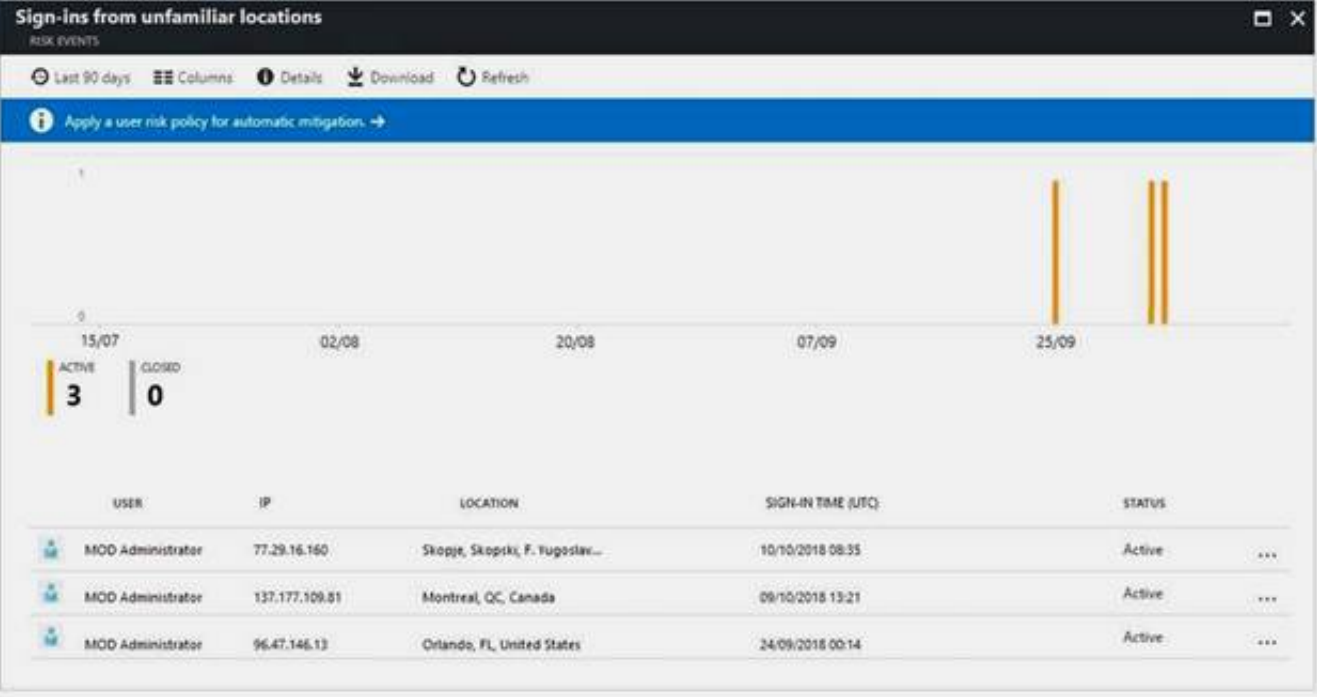 Sign-ins from unfamiliar locations
RISK EVENTS
Last 90 days Columns Details Download Refresh
Apply a user risk policy for automatic mitigation. →
1
0
15/07 02/08 20/08 07/09 25/09
ACTIVE CLOSED
3 0
USER IP LOCATION SIGN-IN TIME (UTC) STATUS
MOD Administrator 77.29.16.160 Skopje, Skopski, F. Yugoslav... 10/10/2018 08:35 Active ...
MOD Administrator 137.177.109.81 Montreal, QC, Canada 09/10/2018 13:21 Active ...
MOD Administrator 96.47.146.13 Orlando, FL, United States 24/09/2018 00:14 Active ...